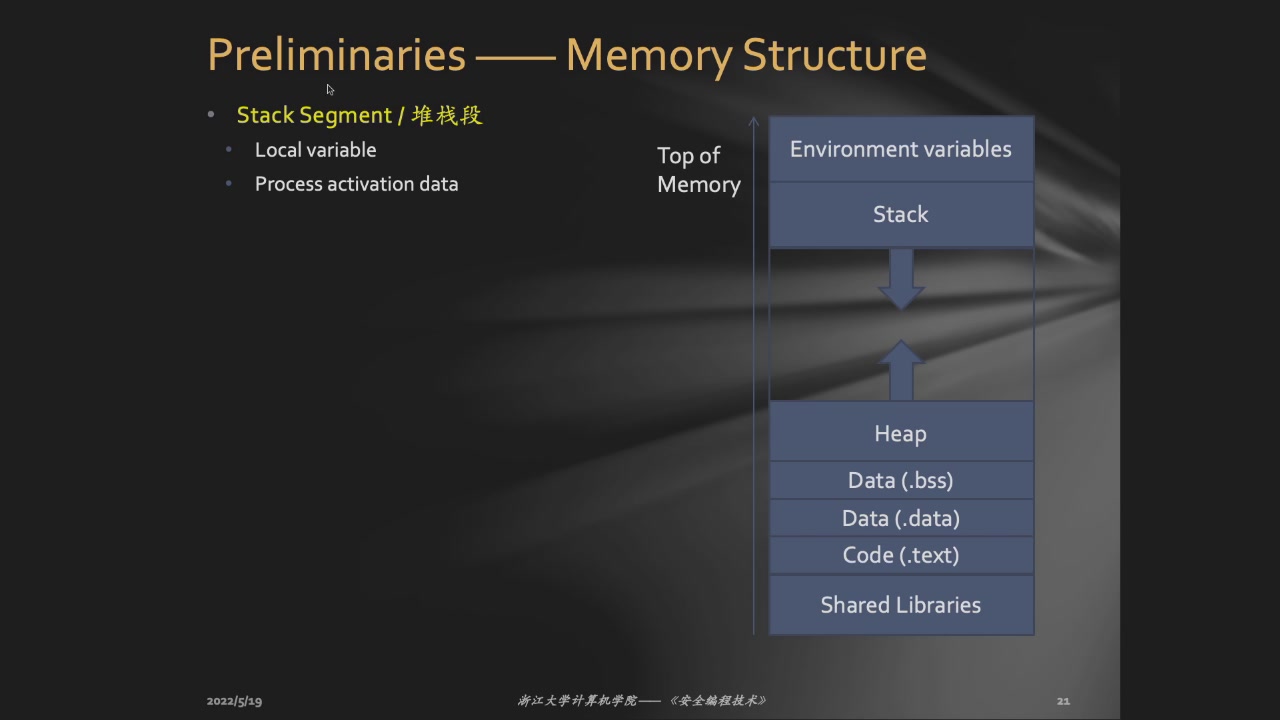 Preliminaries —— Memory Structure
Stack Segment / 堆栈段
Local variable
Process activation data
Top of
Memory
Environment variables
Stack
Heap
Data (.bss)
Data (.data)
Code (.text)
Shared Libraries
2022/5/19
浙江大学计算机学院——《安全编程技术》
21